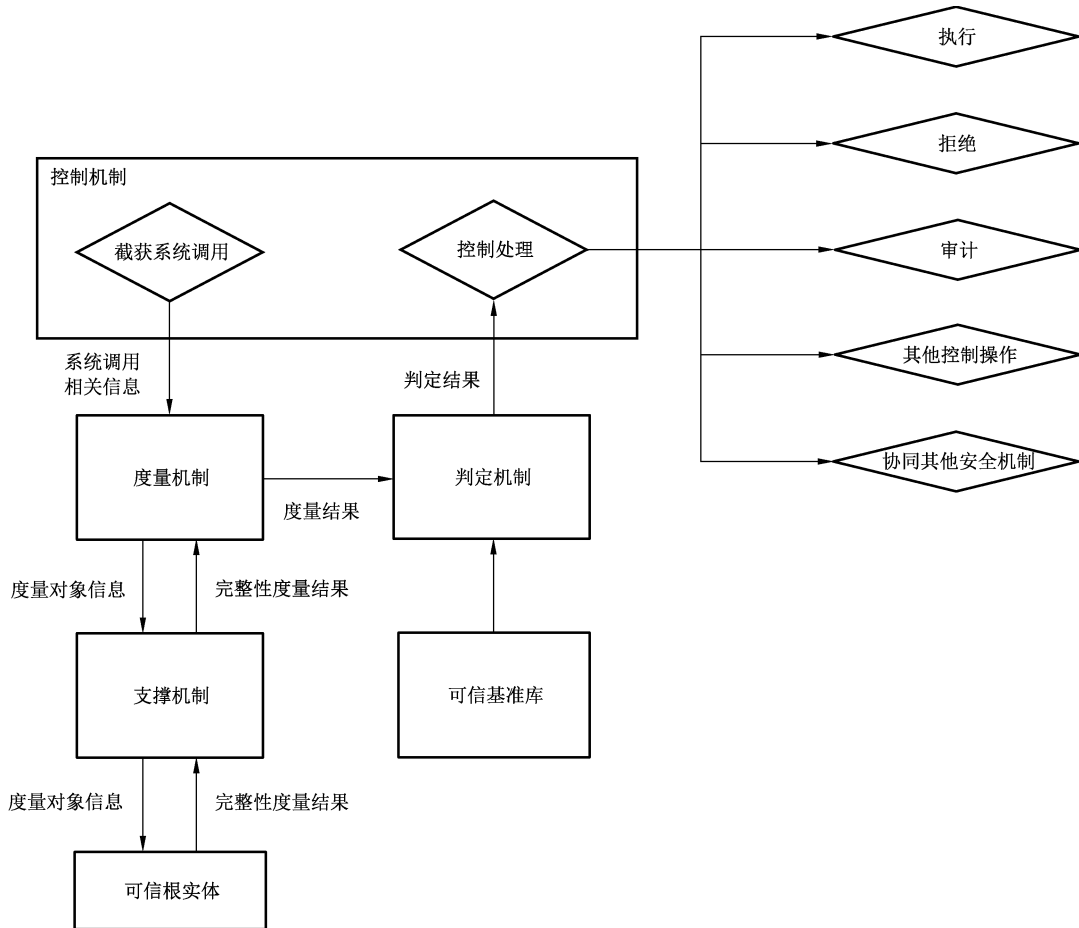 执行
拒绝
控制机制
截获系统调用
控制处理
审计
系统调用
相关信息
判定结果
其他控制操作
度量机制
判定机制
协同其他安全机制
度量结果
度量对象信息
完整性度量结果
支撑机制
可信基准库
度量对象信息
完整性度量结果
可信根实体